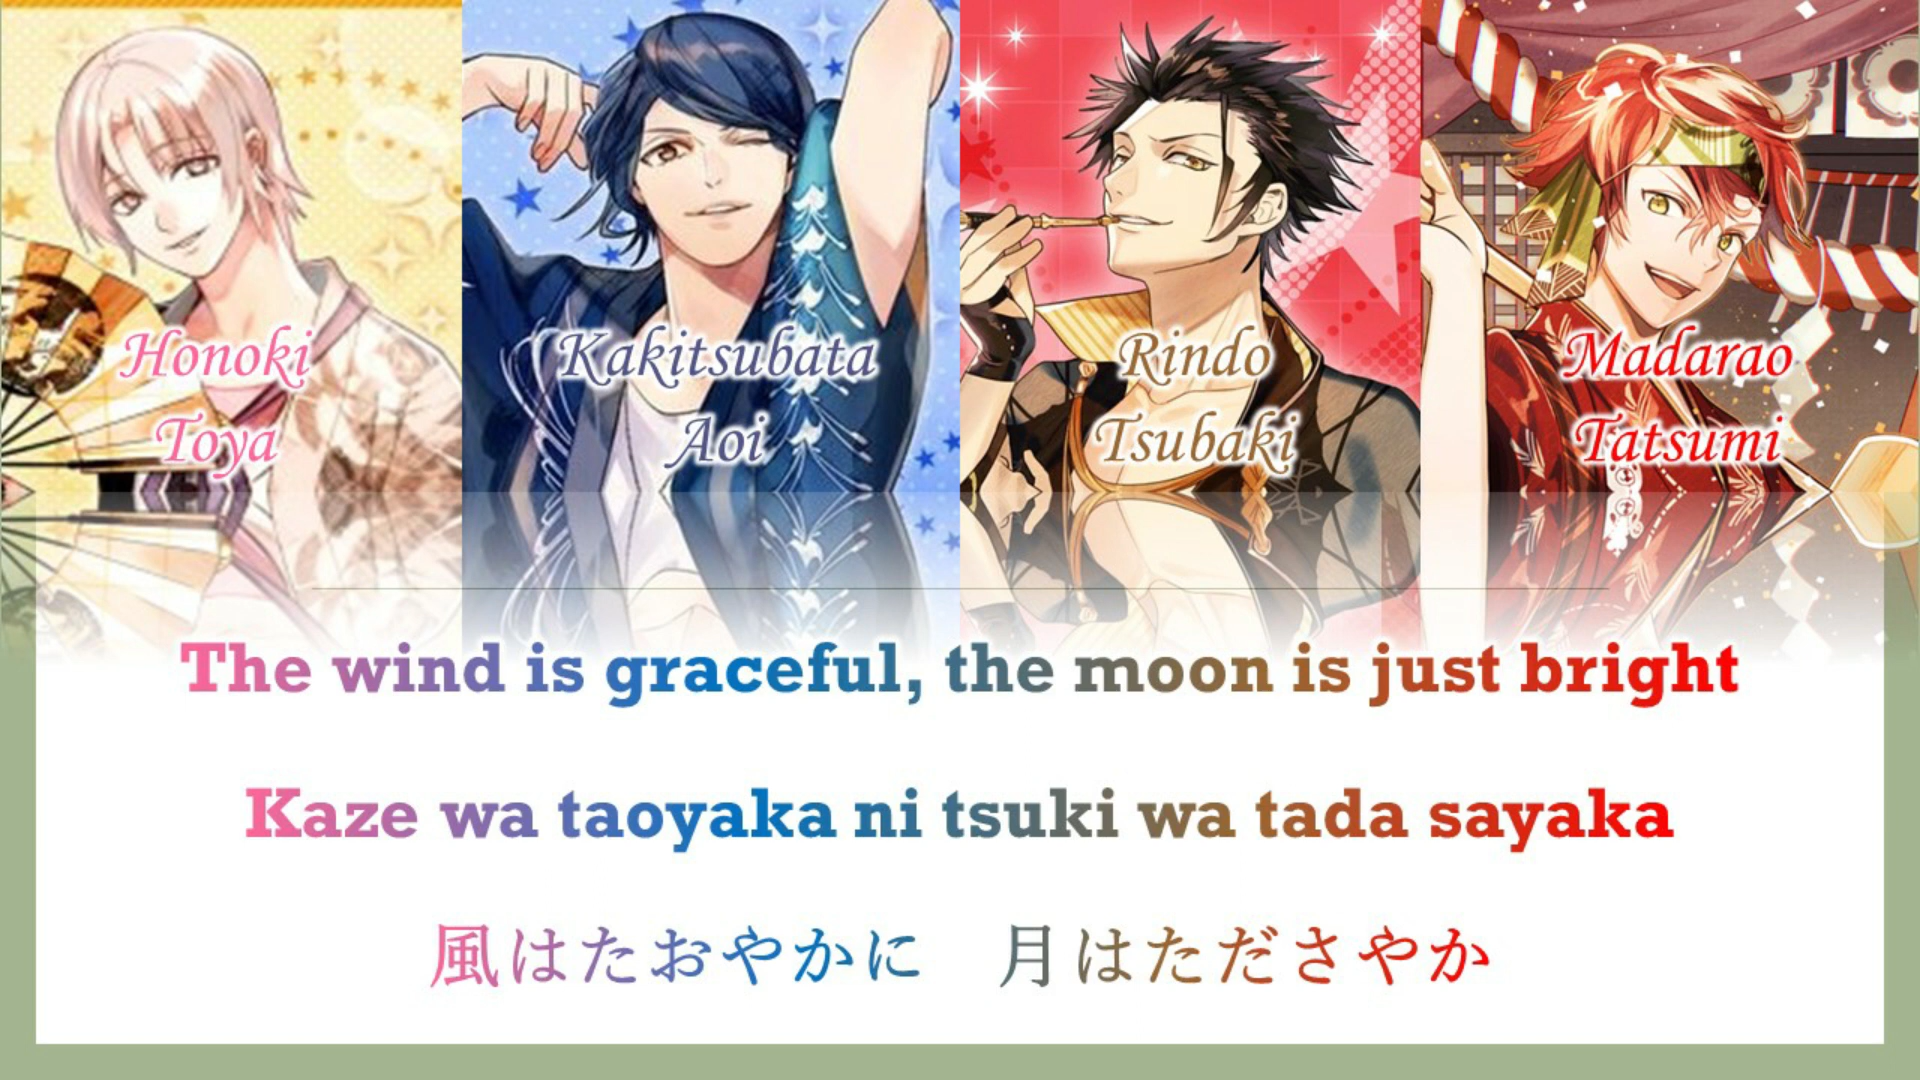 Honoki
Toya
Kakitsubata
Aoi
Rindo
Tsubaki
Madarao
Tatsumi
The wind is graceful, the moon is just bright
Kaze wa taoyaka ni tsuki wa tada sayaka
風はたおやかに　月はたださやか